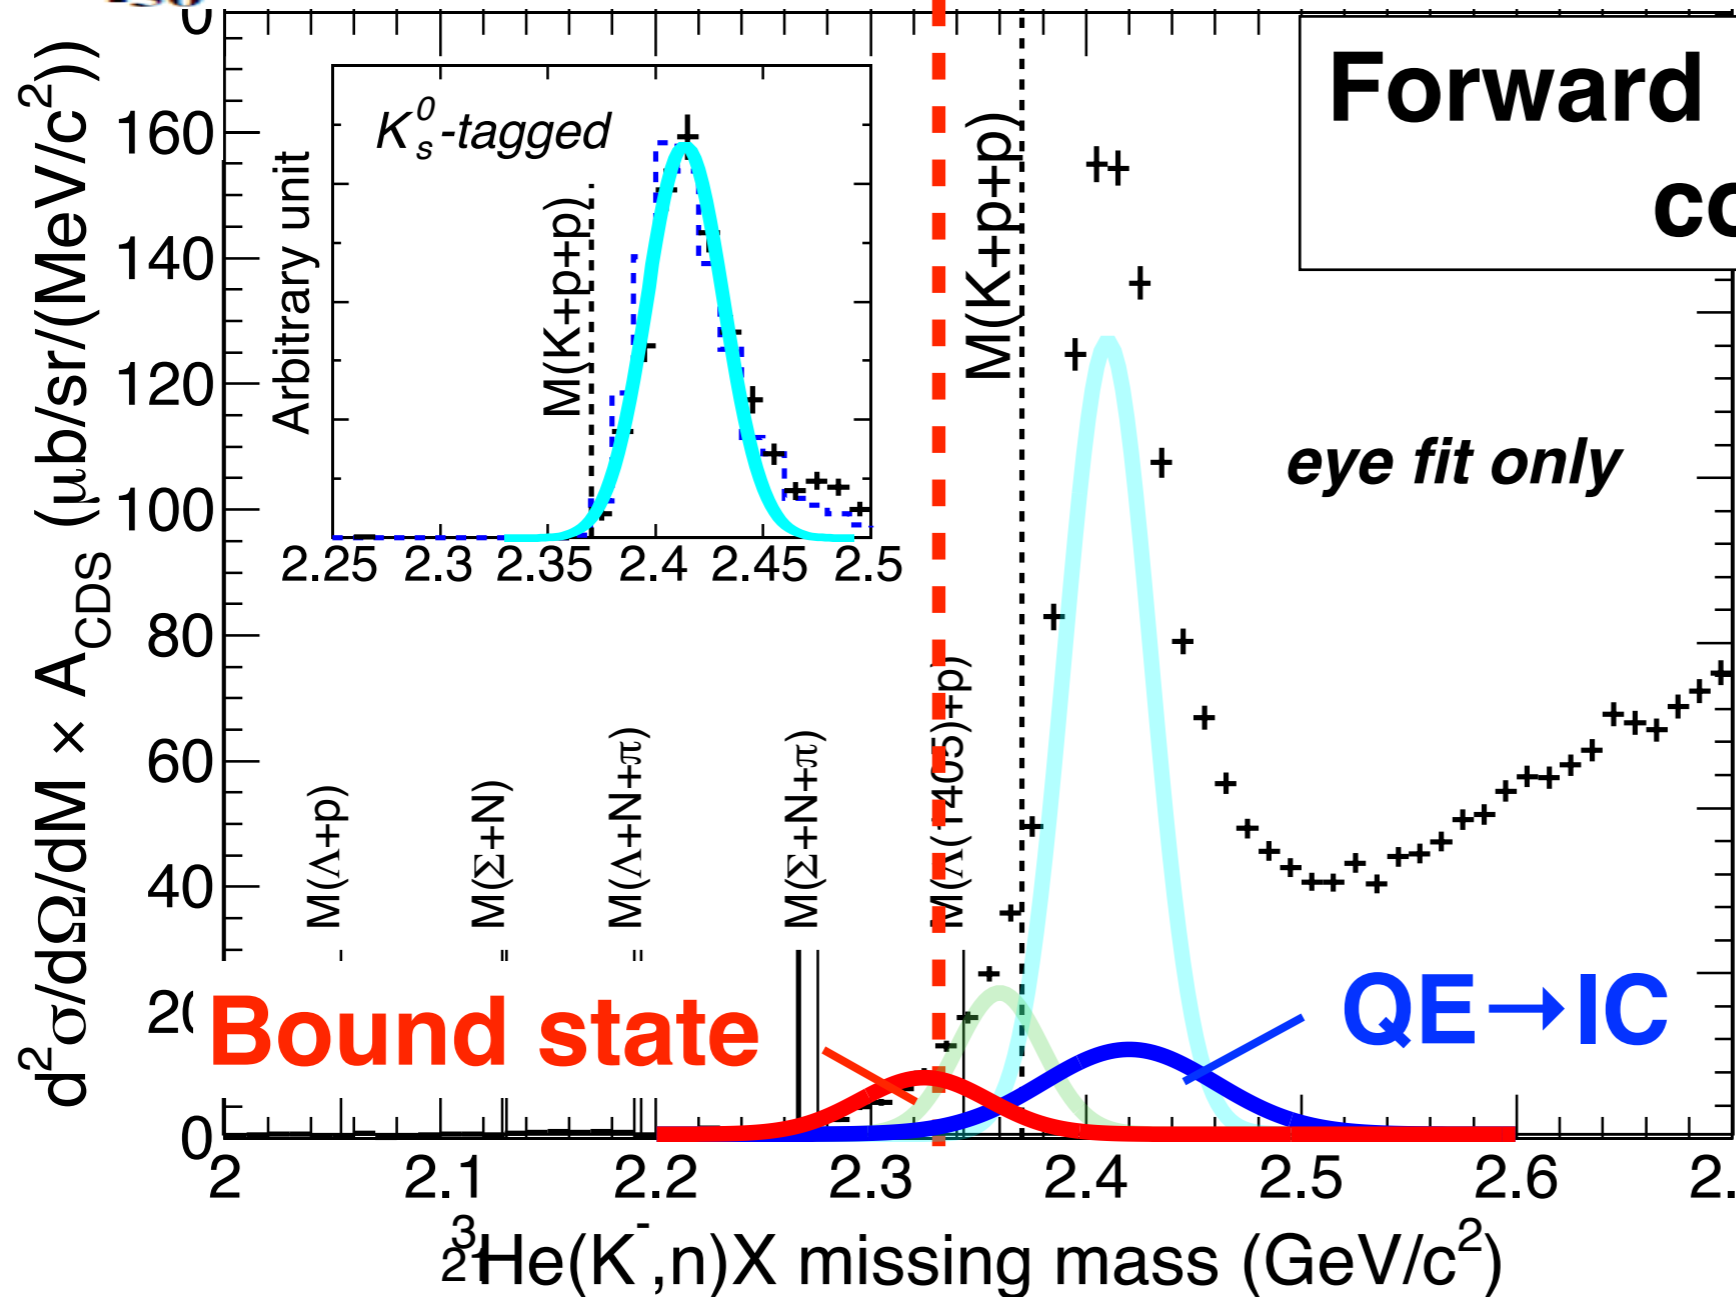 Forward
eye fit only
K⁰ₛ-tagged
Arbitrary unit
M(K+p+p)
2.25 2.3 2.35 2.4 2.45 2.5
M(K+p+p)
d²σ/dΩ/dM × A_CDS (μb/sr/(MeV/c²))
160
140
120
100
80
60
40
0
M(Λ+p)
M(Σ+N)
M(Λ+N+π)
M(Σ+N+π)
M(Λ(1405)+p)
Bound state
QE→IC
2 2.1 2.2 2.3 2.4 2.5 2.6 2.
³He(K⁻,n)X missing mass (GeV/c²)
21